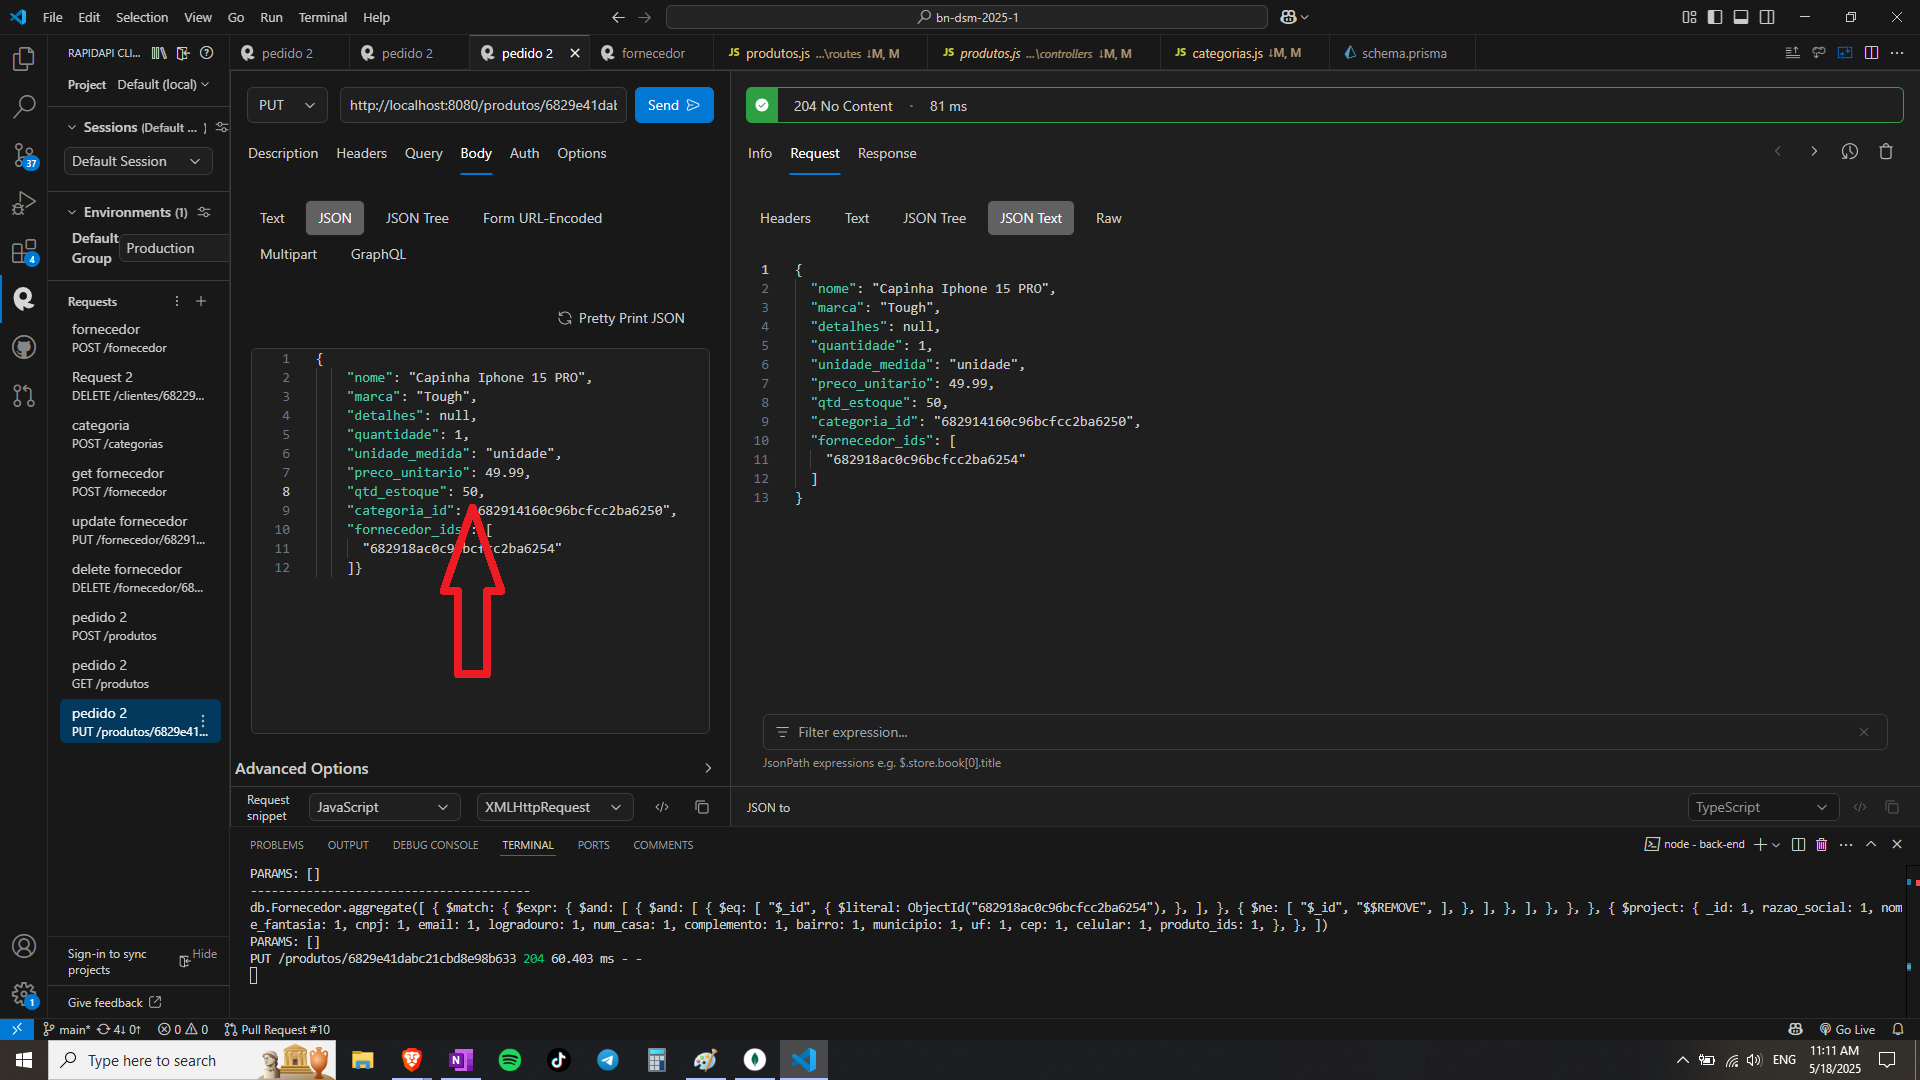 File Edit Selection View Go Run Terminal Help
bn-dsm-2025-1
RAPIDAPI CLI...
pedido 2
pedido 2
pedido 2
fornecedor
JS produtos.js ...\routes ↓M, M
JS produtos.js ...\controllers ↓M, M
JS categorias.js ↓M, M
schema.prisma
Project Default (local)
Sessions (Default ... )
Default Session
Environments (1)
Default Group
Production
Requests
fornecedor
POST /fornecedor
Request 2
DELETE /clientes/68229...
categoria
POST /categorias
get fornecedor
POST /fornecedor
update fornecedor
PUT /fornecedor/68291...
delete fornecedor
DELETE /fornecedor/68...
pedido 2
POST /produtos
pedido 2
GET /produtos
pedido 2
PUT /produtos/6829e41...
Sign-in to sync projects
Hide
Give feedback
37
4
1
PUT
http://localhost:8080/produtos/6829e41dab
Send
Description Headers Query Body Auth Options
Text JSON JSON Tree Form URL-Encoded
Multipart GraphQL
Pretty Print JSON
1 {
2 "nome": "Capinha Iphone 15 PRO",
3 "marca": "Tough",
4 "detalhes": null,
5 "quantidade": 1,
6 "unidade_medida": "unidade",
7 "preco_unitario": 49.99,
8 "qtd_estoque": 50,
9 "categoria_id": "682914160c96bcfcc2ba6250",
10 "fornecedor_ids": [
11 "682918ac0c96bcfcc2ba6254"
12 ]}
Advanced Options
Request snippet
JavaScript
XMLHttpRequest
204 No Content · 81 ms
Info Request Response
Headers Text JSON Tree JSON Text Raw
1 {
2 "nome": "Capinha Iphone 15 PRO",
3 "marca": "Tough",
4 "detalhes": null,
5 "quantidade": 1,
6 "unidade_medida": "unidade",
7 "preco_unitario": 49.99,
8 "qtd_estoque": 50,
9 "categoria_id": "682914160c96bcfcc2ba6250",
10 "fornecedor_ids": [
11 "682918ac0c96bcfcc2ba6254"
12 ]
13 }
Filter expression...
JsonPath expressions e.g. $.store.book[0].title
JSON to
TypeScript
PROBLEMS OUTPUT DEBUG CONSOLE TERMINAL PORTS COMMENTS
node - back-end
PARAMS: []
----------------------------------------
db.Fornecedor.aggregate([ { $match: { $expr: { $and: [ { $and: [ { $eq: [ "$_id", { $literal: ObjectId("682918ac0c96bcfcc2ba6254"), }, ], }, { $ne: [ "$_id", "$$REMOVE", ], }, ], }, ], }, }, }, { $project: { _id: 1, razao_social: 1, nom
e_fantasia: 1, cnpj: 1, email: 1, logradouro: 1, num_casa: 1, complemento: 1, bairro: 1, municipio: 1, uf: 1, cep: 1, celular: 1, produto_ids: 1, }, }, ])
PARAMS: []
PUT /produtos/6829e41dabc21cbd8e98b633 204 60.403 ms - -
main* 4↓ 0↑ 0 0 Pull Request #10
Go Live
Type here to search
ENG
11:11 AM
5/18/2025